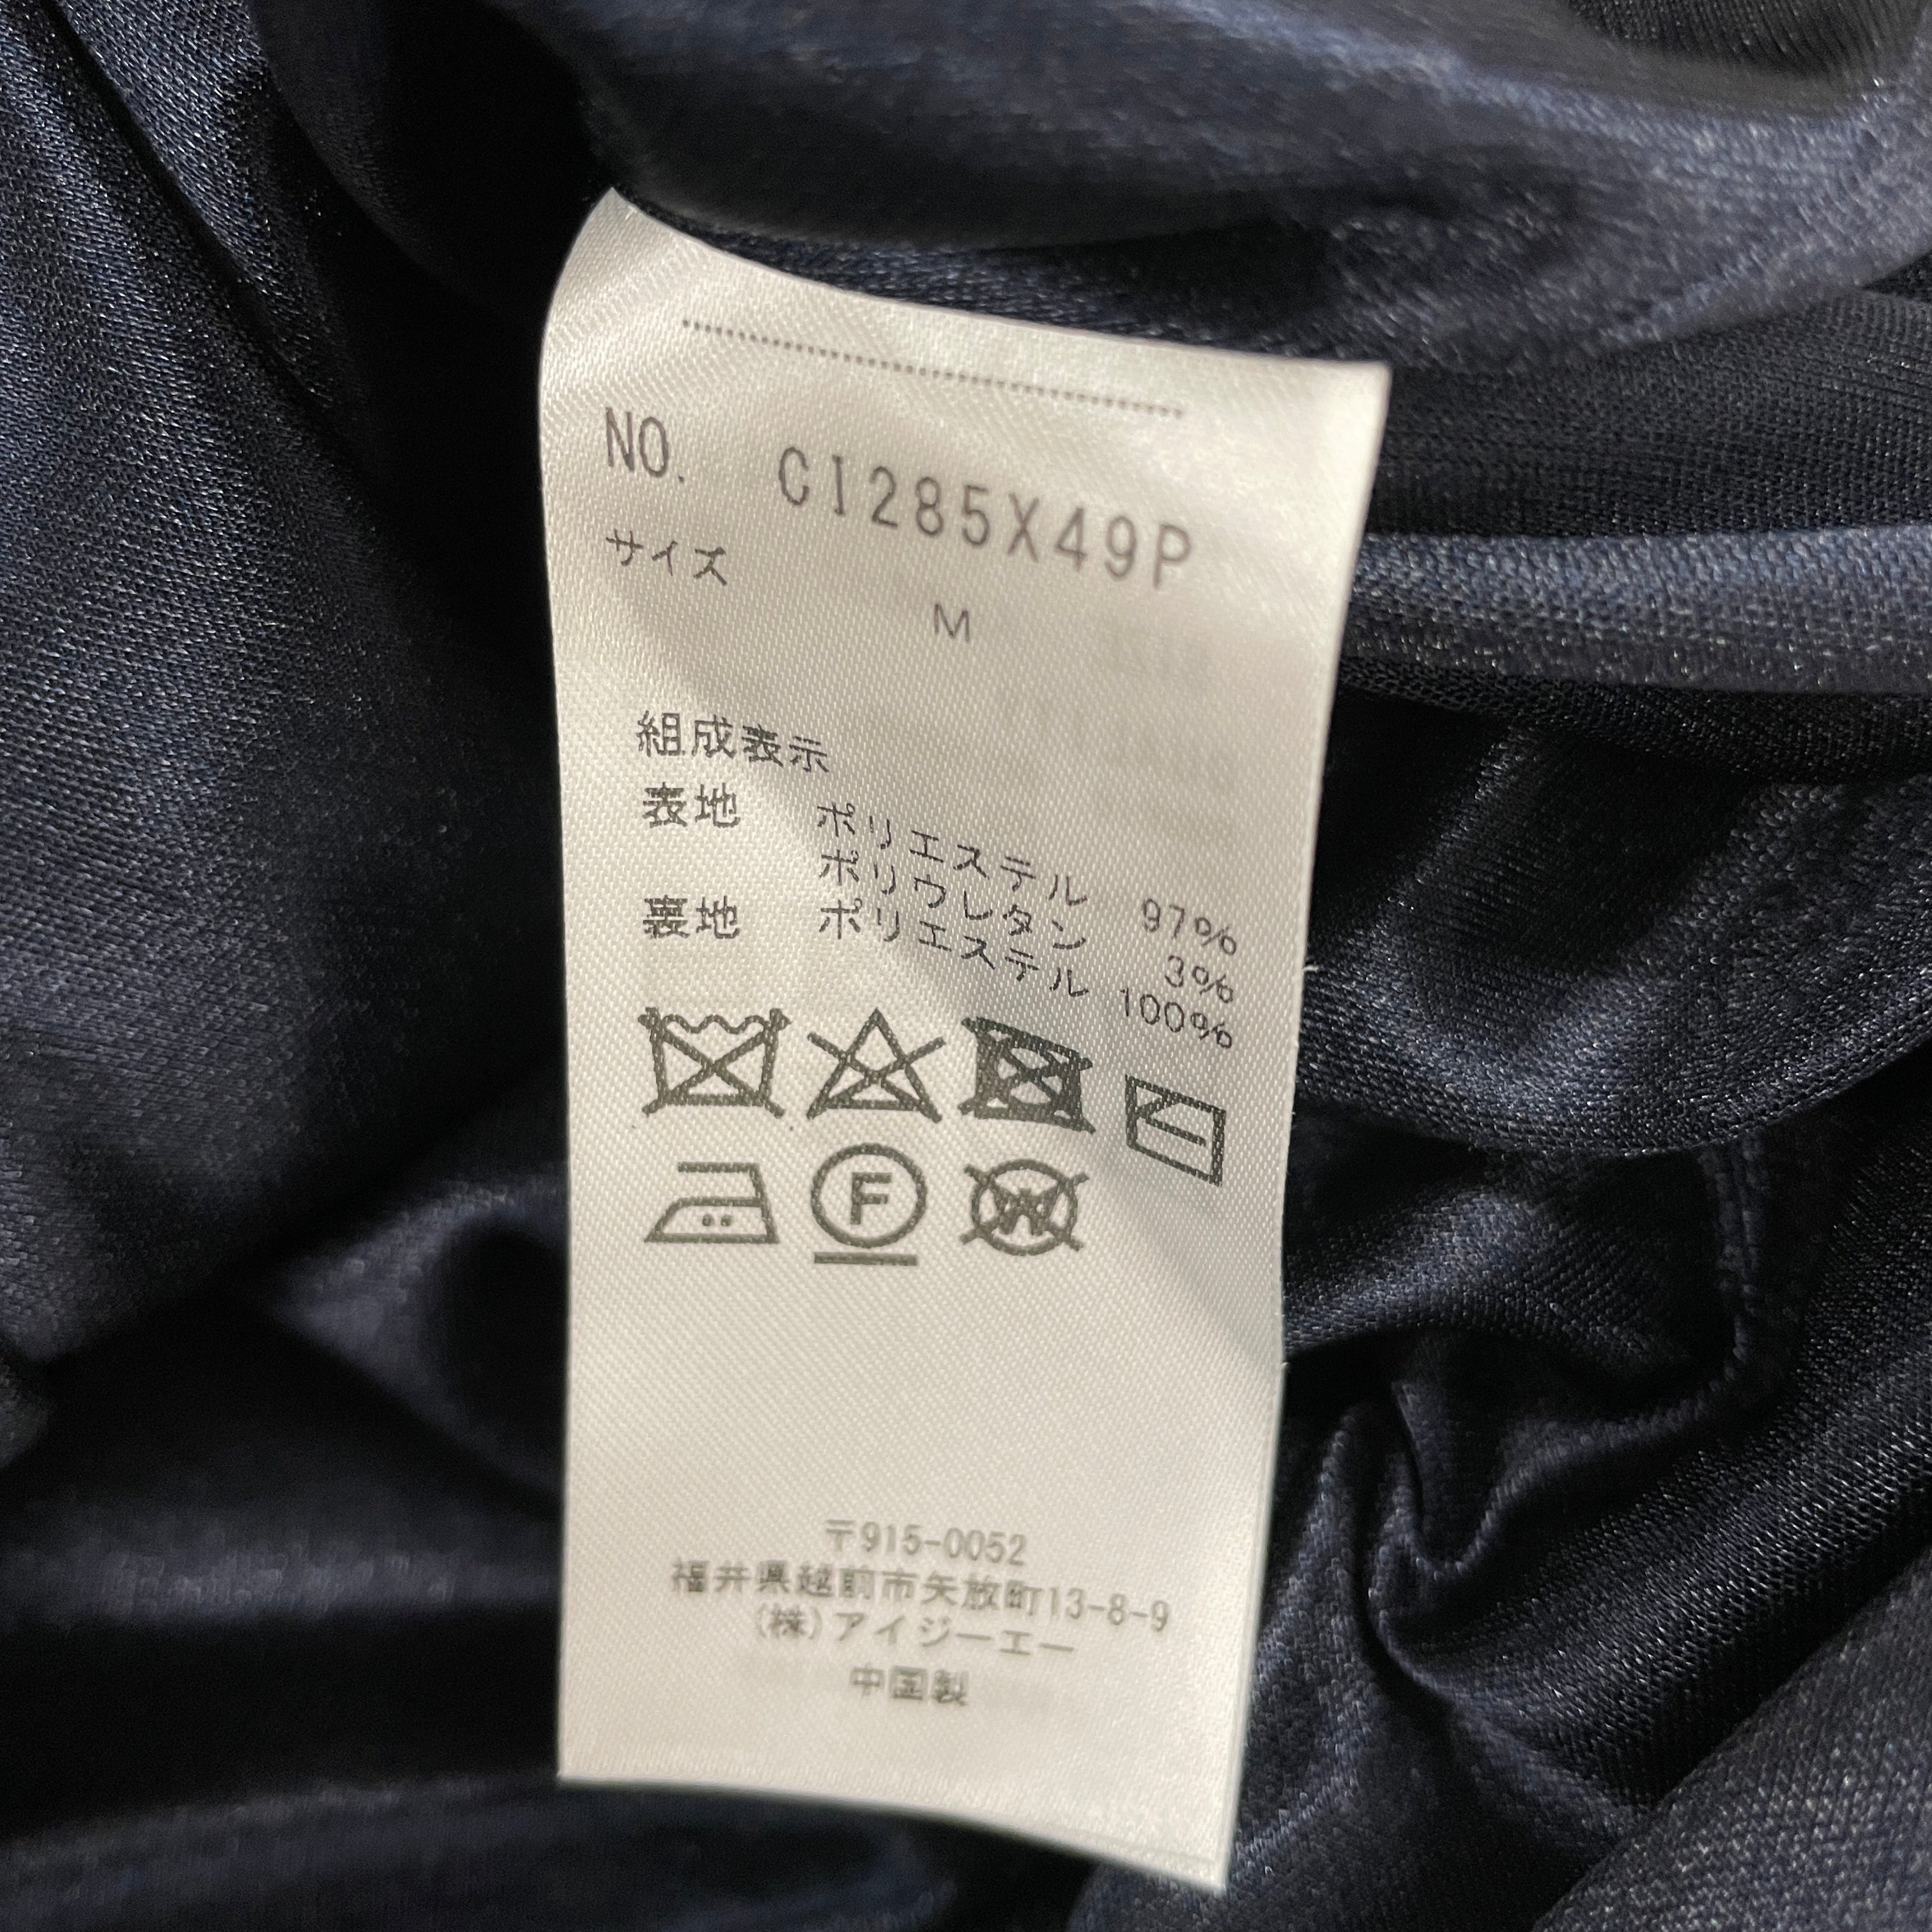 NO. CI285X49P
サイズ
M
組成表示
表地 ポリエステル 97%
ポリウレタン 3%
裏地 ポリエステル 100%
F
W
〒915-0052
福井県越前市矢放町13-8-9
(株)アイジーエー
中国製